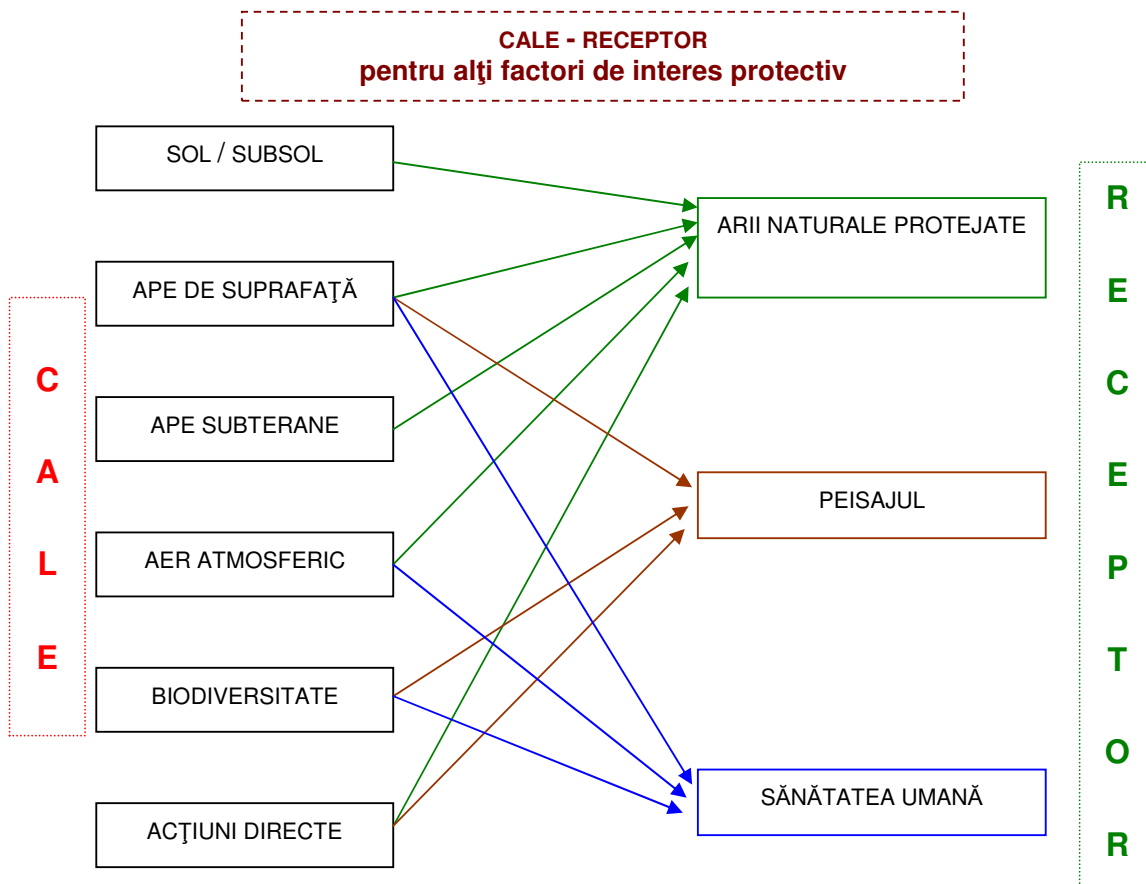 CALE - RECEPTOR
pentru alţi factori de interes protectiv
SOL / SUBSOL
APE DE SUPRAFAŢĂ
APE SUBTERANE
AER ATMOSFERIC
BIODIVERSITATE
ACŢIUNI DIRECTE
C
A
L
E
ARII NATURALE PROTEJATE
PEISAJUL
SĂNĂTATEA UMANĂ
R
E
C
E
P
T
O
R